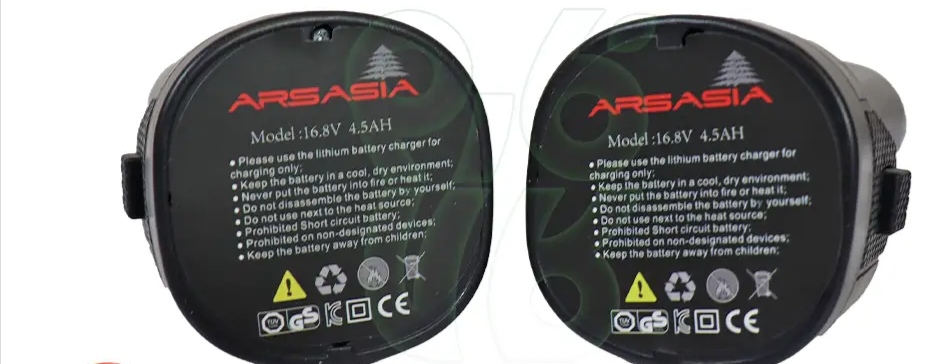 ARSASIA
Model :16.8V 4.5AH
• Please use the lithium battery charger for
charging only;
• Keep the battery in a cool, dry environment;
• Never put the battery into fire or heat it;
• Do not disassemble the battery by yourself;
• Do not use next to the heat source;
• Prohibited Short circuit battery;
• Prohibited on non-designated devices;
• Keep the battery away from children;
TUV GS CE
ARSASIA
Model :16.8V 4.5AH
• Please use the lithium battery charger for
charging only;
• Keep the battery in a cool, dry environment;
• Never put the battery into fire or heat it;
• Do not disassemble the battery by yourself;
• Do not use next to the heat source;
• Prohibited Short circuit battery;
• Prohibited on non-designated devices;
• Keep the battery away from children;
TUV GS CE